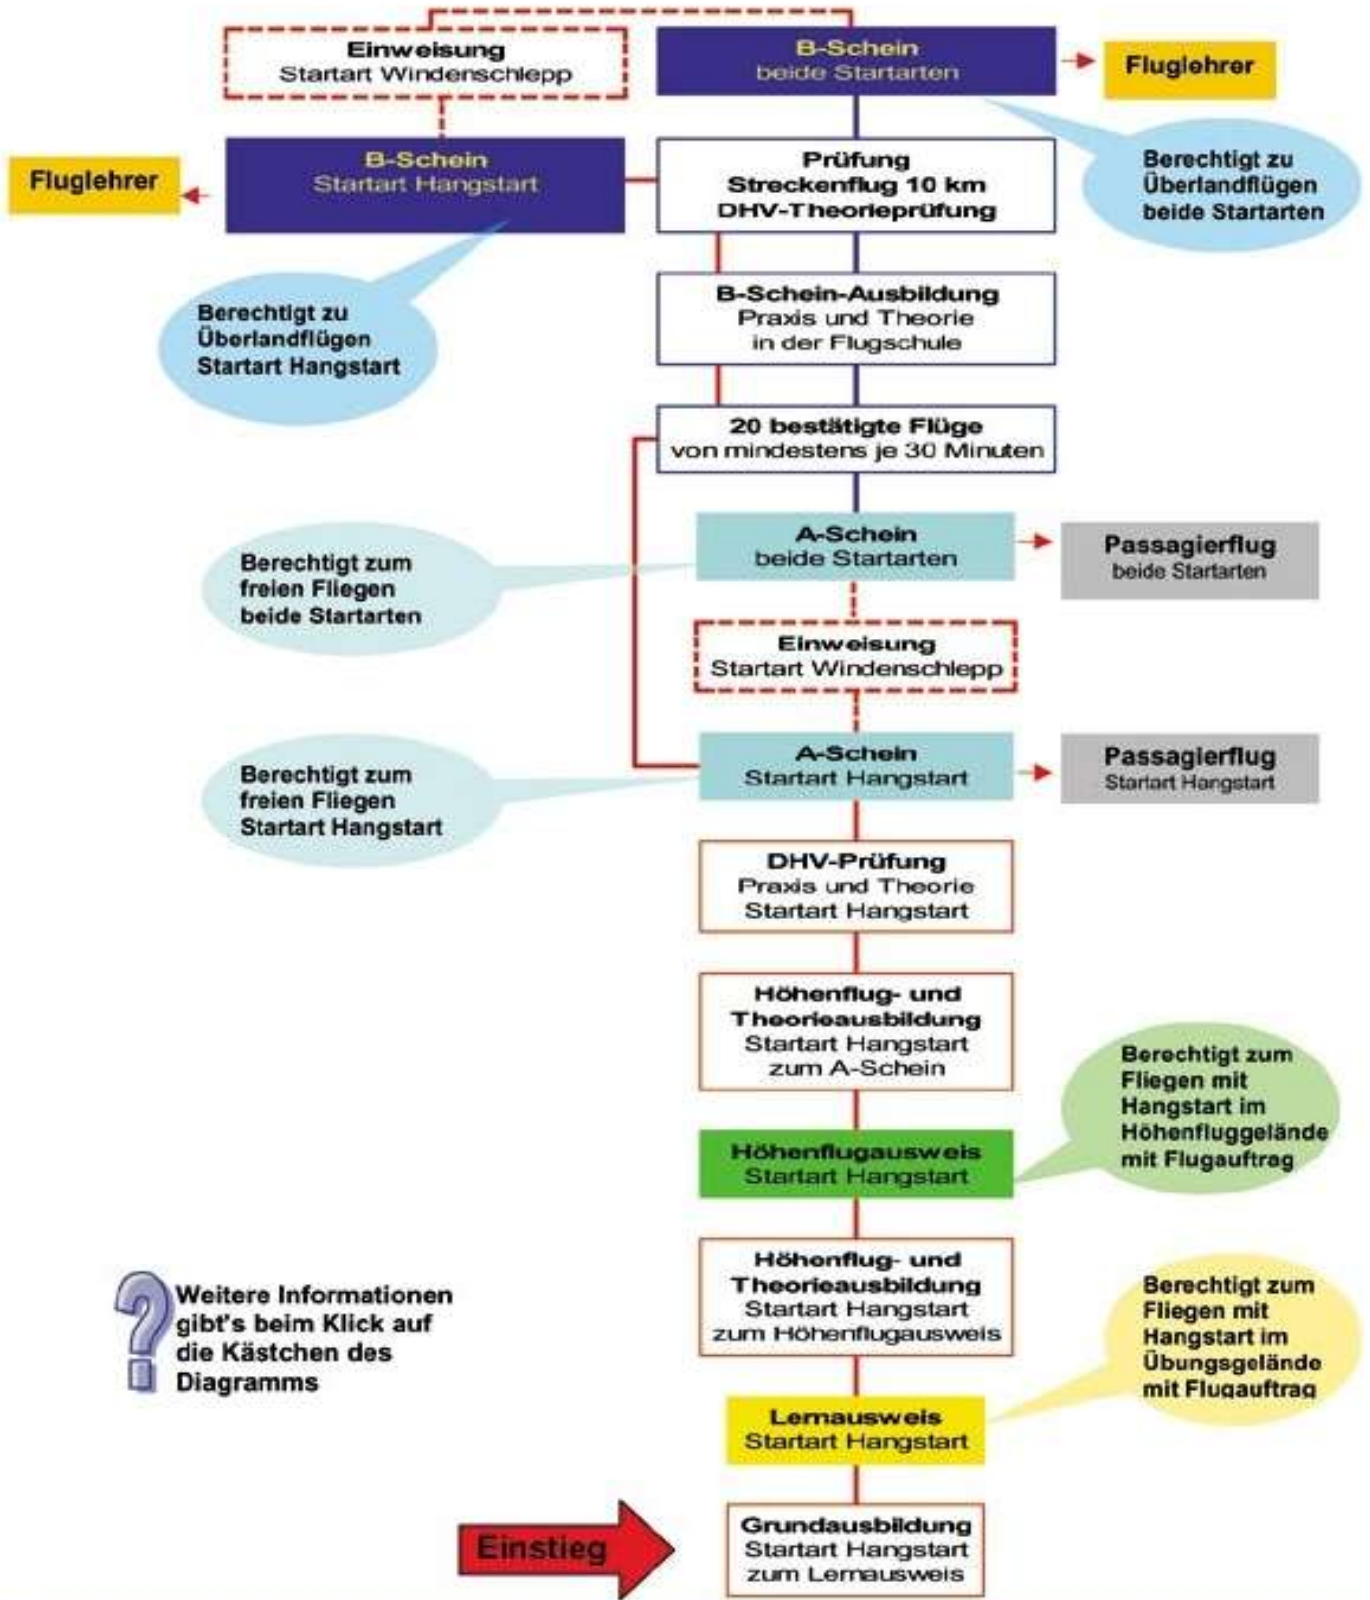 Einweisung
Startart Windenschlepp
B-Schein
beide Startarten
Fluglehrer
Fluglehrer
B-Schein
Startart Hangstart
Prüfung
Streckenflug 10 km
DHV-Theorieprüfung
Berechtigt zu
Überlandflügen
beide Startarten
Berechtigt zu
Überlandflügen
Startart Hangstart
B-Schein-Ausbildung
Praxis und Theorie
in der Flugschule
20 bestätigte Flüge
von mindestens je 30 Minuten
Berechtigt zum
freien Fliegen
beide Startarten
A-Schein
beide Startarten
Passagierflug
beide Startarten
Einweisung
Startart Windenschlepp
Berechtigt zum
freien Fliegen
Startart Hangstart
A-Schein
Startart Hangstart
Passagierflug
Startart Hangstart
DHV-Prüfung
Praxis und Theorie
Startart Hangstart
Höhenflug- und
Theorieausbildung
Startart Hangstart
zum A-Schein
Berechtigt zum
Fliegen mit
Hangstart im
Höhenfluggelände
mit Flugauftrag
Höhenflugausweis
Startart Hangstart
Höhenflug- und
Theorieausbildung
Startart Hangstart
zum Höhenflugausweis
Berechtigt zum
Fliegen mit
Hangstart im
Übungsgelände
mit Flugauftrag
?
Weitere Informationen
gibt's beim Klick auf
die Kästchen des
Diagramms
Lernausweis
Startart Hangstart
Einstieg
Grundausbildung
Startart Hangstart
zum Lernausweis